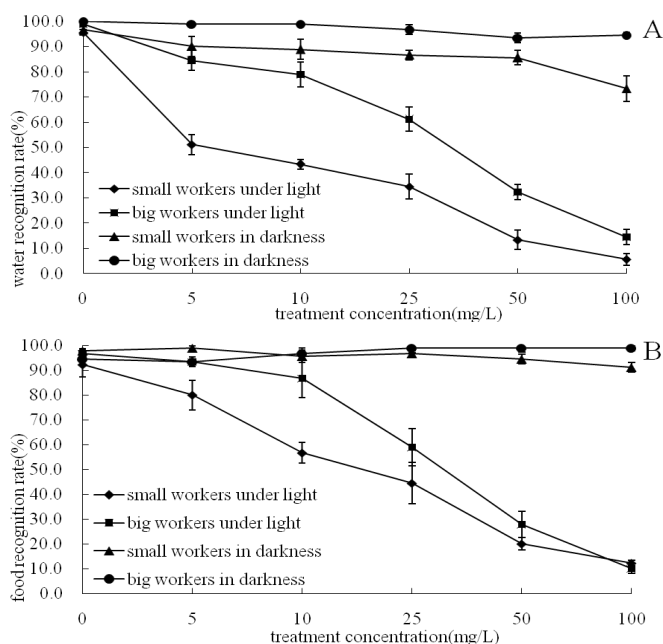 A
100.0
90.0
80.0
70.0
60.0
50.0
40.0
30.0
20.0
10.0
0.0
water recognition rate(%)
small workers under light
big workers under light
small workers in darkness
big workers in darkness
0 5 10 25 50 100
treatment concentration(mg/L)
B
100.0
90.0
80.0
70.0
60.0
50.0
40.0
30.0
20.0
10.0
0.0
food recognition rate(%)
small workers under light
big workers under light
small workers in darkness
big workers in darkness
0 5 10 25 50 100
treatment concentration(mg/L)